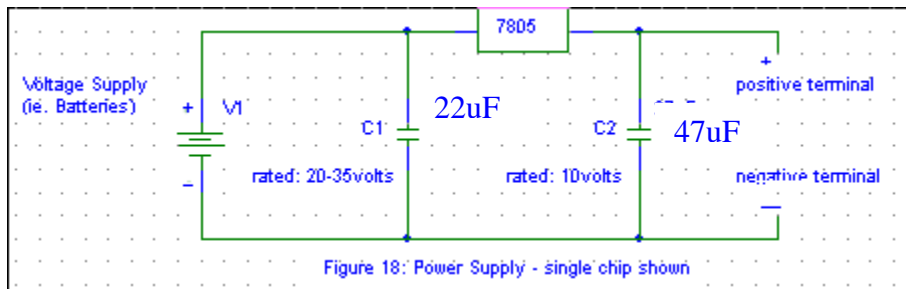 7805
Voltage Supply
(ie. Batteries)
+
V1
-
C1
22uF
rated: 20-35volts
C2
47uF
rated: 10volts
+
positive terminal
negative terminal
-
Figure 18: Power Supply - single chip shown